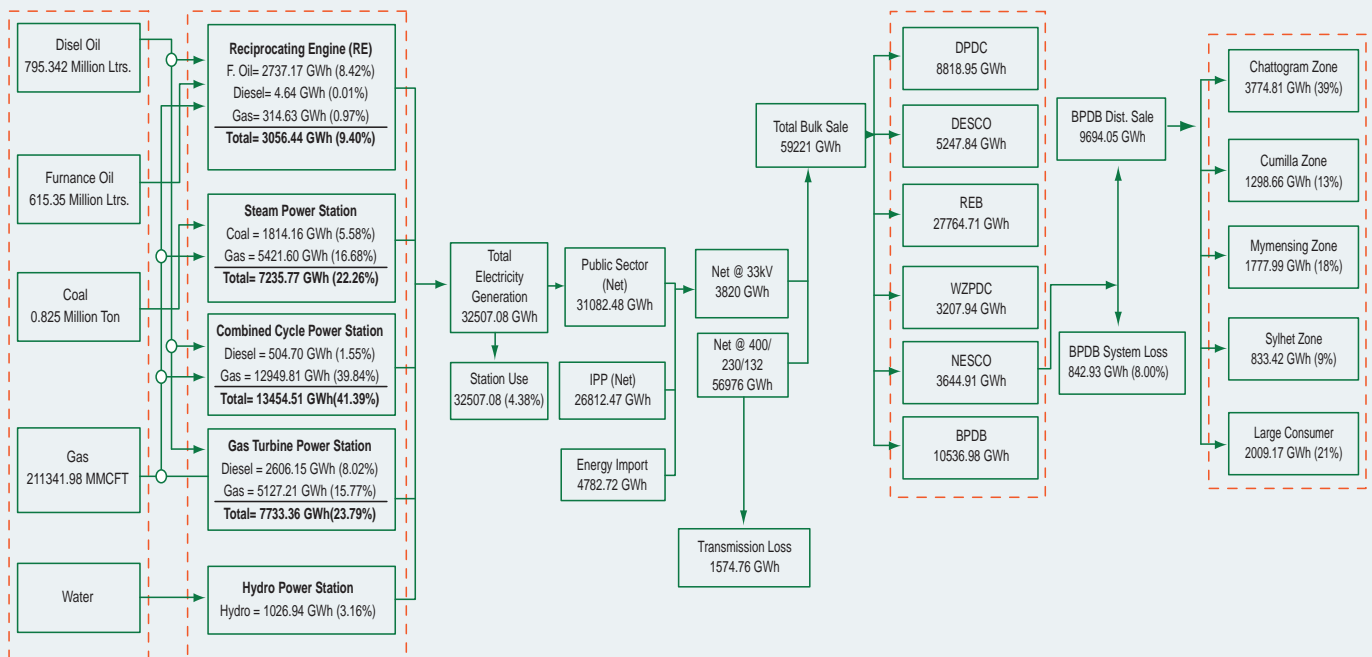 Disel Oil
795.342 Million Ltrs.
Furnance Oil
615.35 Million Ltrs.
Coal
0.825 Million Ton
Gas
211341.98 MMCFT
Water
Reciprocating Engine (RE)
F. Oil= 2737.17 GWh (8.42%)
Diesel= 4.64 GWh (0.01%)
Gas= 314.63 GWh (0.97%)
Total= 3056.44 GWh (9.40%)
Steam Power Station
Coal = 1814.16 GWh (5.58%)
Gas = 5421.60 GWh (16.68%)
Total= 7235.77 GWh (22.26%)
Combined Cycle Power Station
Diesel = 504.70 GWh (1.55%)
Gas = 12949.81 GWh (39.84%)
Total= 13454.51 GWh(41.39%)
Gas Turbine Power Station
Diesel = 2606.15 GWh (8.02%)
Gas = 5127.21 GWh (15.77%)
Total= 7733.36 GWh(23.79%)
Hydro Power Station
Hydro = 1026.94 GWh (3.16%)
Total
Electricity
Generation
32507.08 GWh
Station Use
32507.08 (4.38%)
Public Sector
(Net)
31082.48 GWh
IPP (Net)
26812.47 GWh
Energy Import
4782.72 GWh
Net @ 33kV
3820 GWh
Net @ 400/
230/132
56976 GWh
Transmission Loss
1574.76 GWh
Total Bulk Sale
59221 GWh
DPDC
8818.95 GWh
DESCO
5247.84 GWh
REB
27764.71 GWh
WZPDC
3207.94 GWh
NESCO
3644.91 GWh
BPDB
10536.98 GWh
BPDB Dist. Sale
9694.05 GWh
BPDB System Loss
842.93 GWh (8.00%)
Chattogram Zone
3774.81 GWh (39%)
Cumilla Zone
1298.66 GWh (13%)
Mymensing Zone
1777.99 GWh (18%)
Sylhet Zone
833.42 GWh (9%)
Large Consumer
2009.17 GWh (21%)